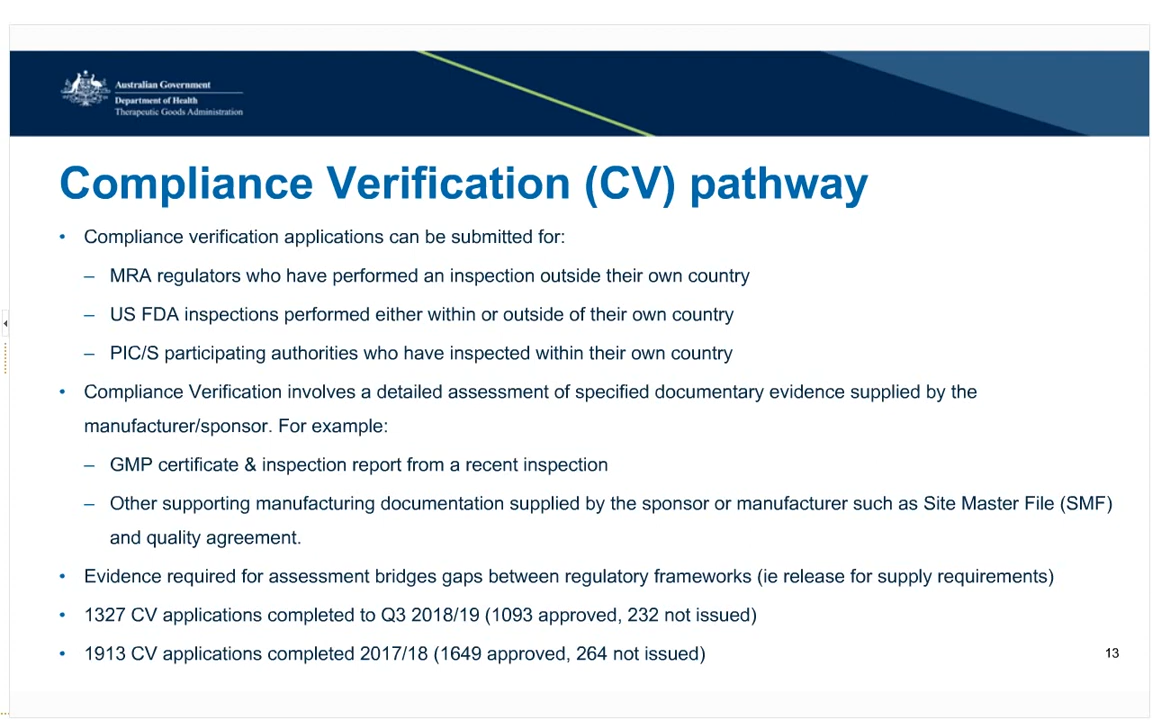 Australian Government
Department of Health
Therapeutic Goods Administration
Compliance Verification (CV) pathway
• Compliance verification applications can be submitted for:
– MRA regulators who have performed an inspection outside their own country
– US FDA inspections performed either within or outside of their own country
– PIC/S participating authorities who have inspected within their own country
• Compliance Verification involves a detailed assessment of specified documentary evidence supplied by the
manufacturer/sponsor. For example:
– GMP certificate & inspection report from a recent inspection
– Other supporting manufacturing documentation supplied by the sponsor or manufacturer such as Site Master File (SMF)
and quality agreement.
• Evidence required for assessment bridges gaps between regulatory frameworks (ie release for supply requirements)
• 1327 CV applications completed to Q3 2018/19 (1093 approved, 232 not issued)
• 1913 CV applications completed 2017/18 (1649 approved, 264 not issued)
13